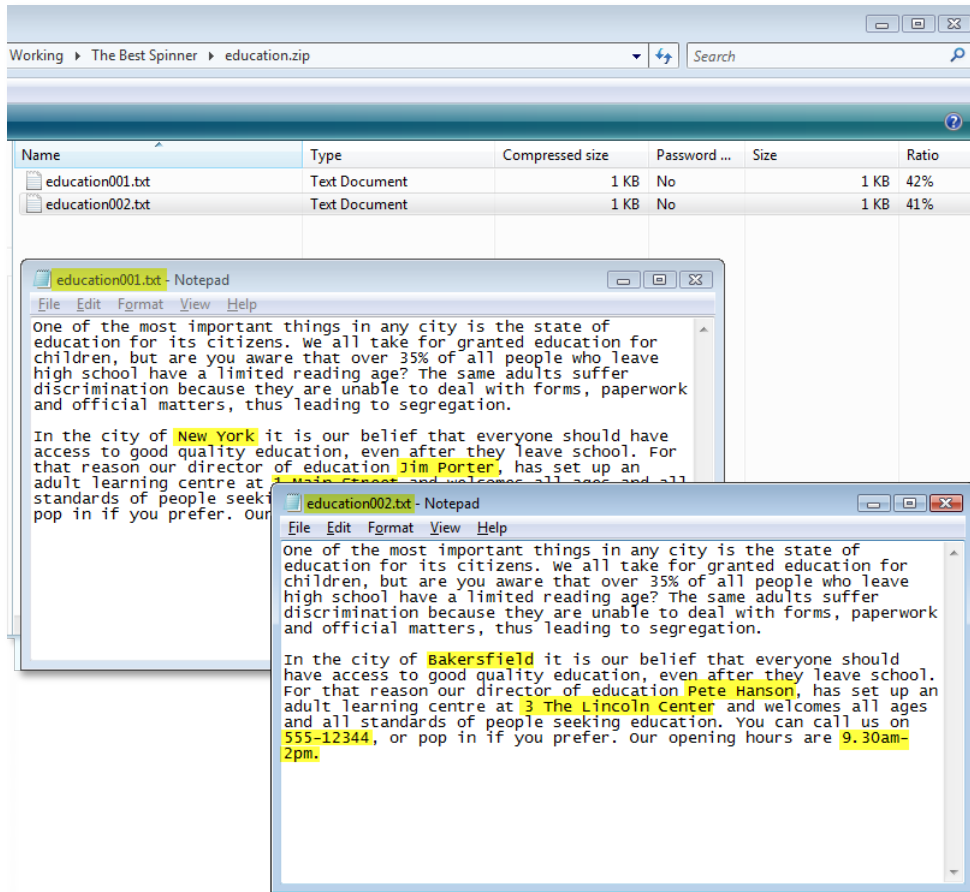 Working ▸ The Best Spinner ▸ education.zip
Search
Name Type Compressed size Password ... Size Ratio
education001.txt Text Document 1 KB No 1 KB 42%
education002.txt Text Document 1 KB No 1 KB 41%
education001.txt - Notepad
File Edit Format View Help
One of the most important things in any city is the state of
education for its citizens. We all take for granted education for
children, but are you aware that over 35% of all people who leave
high school have a limited reading age? The same adults suffer
discrimination because they are unable to deal with forms, paperwork
and official matters, thus leading to segregation.
In the city of New York it is our belief that everyone should have
access to good quality education, even after they leave school. For
that reason our director of education Jim Porter, has set up an
adult learning centre at 1 Main Street and welcomes all ages and all
standards of people seeki
pop in if you prefer. Our
education002.txt - Notepad
File Edit Format View Help
One of the most important things in any city is the state of
education for its citizens. We all take for granted education for
children, but are you aware that over 35% of all people who leave
high school have a limited reading age? The same adults suffer
discrimination because they are unable to deal with forms, paperwork
and official matters, thus leading to segregation.
In the city of Bakersfield it is our belief that everyone should
have access to good quality education, even after they leave school.
For that reason our director of education Pete Hanson, has set up an
adult learning centre at 3 The Lincoln Center and welcomes all ages
and all standards of people seeking education. You can call us on
555-12344, or pop in if you prefer. Our opening hours are 9.30am-
2pm.